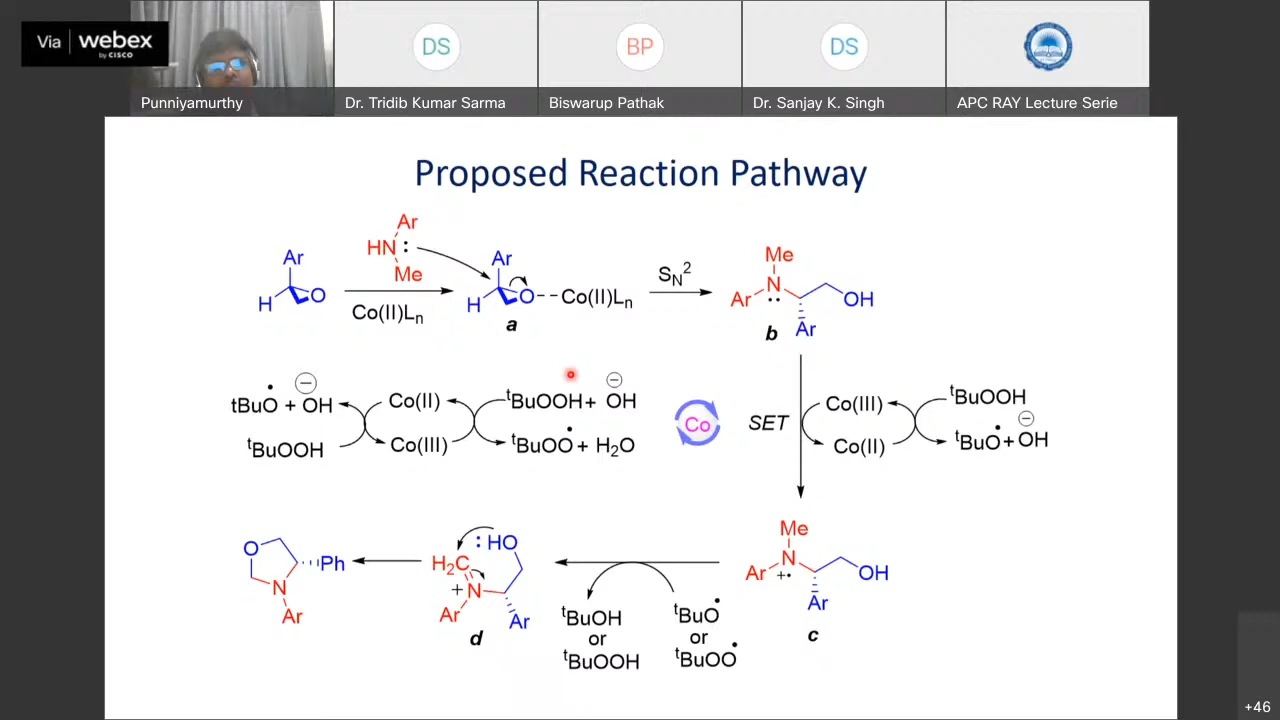 Via webex
by CISCO
Punniyamurthy
DS
Dr. Tridib Kumar Sarma
BP
Biswarup Pathak
DS
Dr. Sanjay K. Singh
APC RAY Lecture Serie
Proposed Reaction Pathway
Ar
H
O
Ar
HN:
Me
Co(II)Lₙ
Ar
H
O--Co(II)Lₙ
a
S_N²
Me
Ar
N
OH
Ar
b
tBuO• + ⊖OH
ᵗBuOOH
Co(II)
Co(III)
ᵗBuOOH+ ⊖OH
ᵗBuOO• + H₂O
Co
SET
Co(III)
Co(II)
ᵗBuOOH
ᵗBuO•+ ⊖OH
O
Ph
N
Ar
:HO
H₂C
+N
Ar
Ar
d
ᵗBuOH
or
ᵗBuOOH
ᵗBuO•
or
ᵗBuOO•
Me
N
Ar
+•
OH
Ar
c
+46